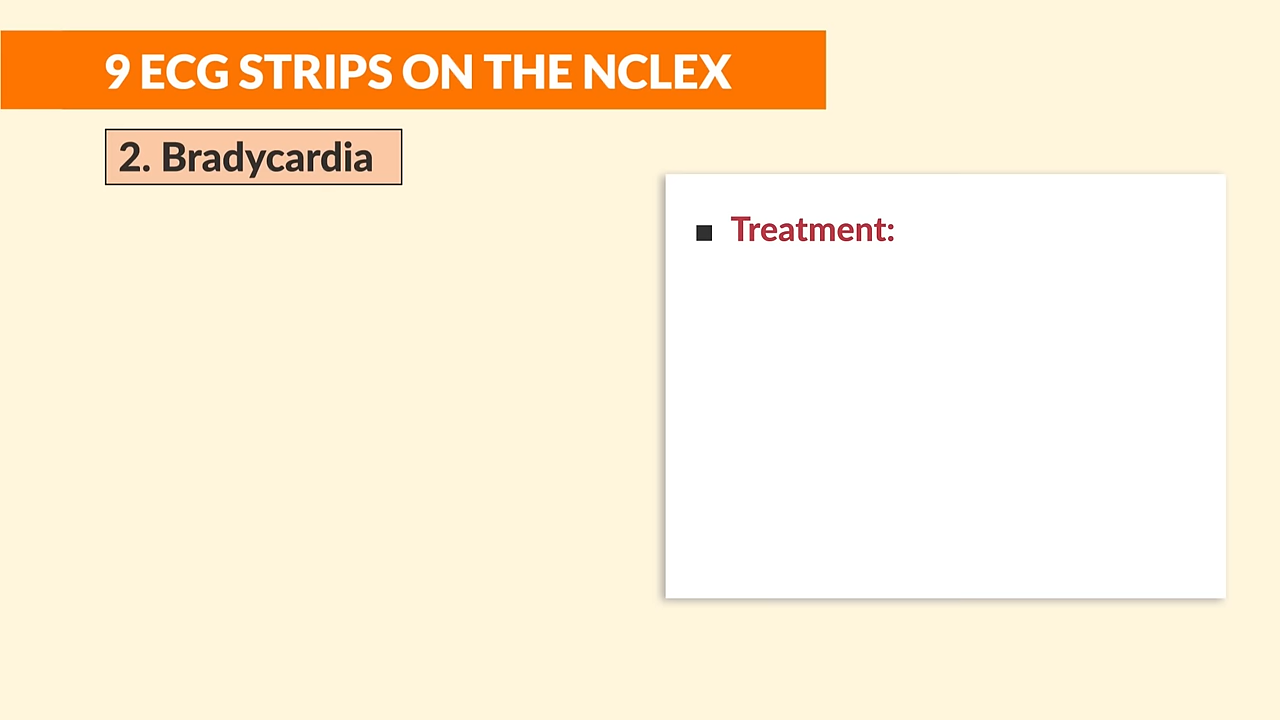 9 ECG STRIPS ON THE NCLEX
2. Bradycardia
▪ Treatment: